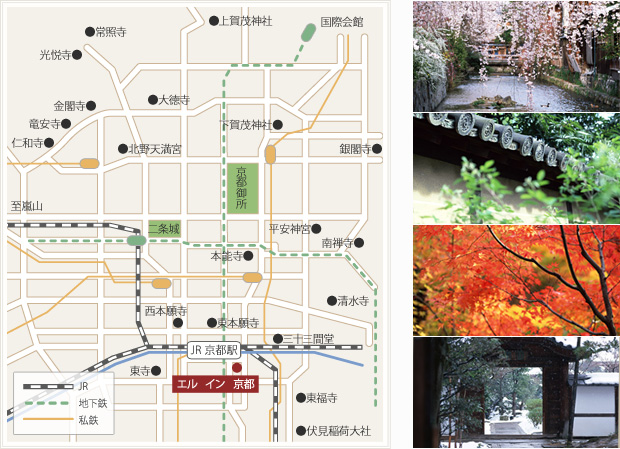 常照寺
上賀茂神社
国際会館
光悦寺
金閣寺
大徳寺
竜安寺
下賀茂神社
仁和寺
北野天満宮
銀閣寺
京都御所
至嵐山
二条城
平安神宮
南禅寺
本能寺
清水寺
西本願寺
東本願寺
三十三間堂
JR 京都駅
東寺
エル イン 京都
JR
地下鉄
私鉄
東福寺
伏見稲荷大社